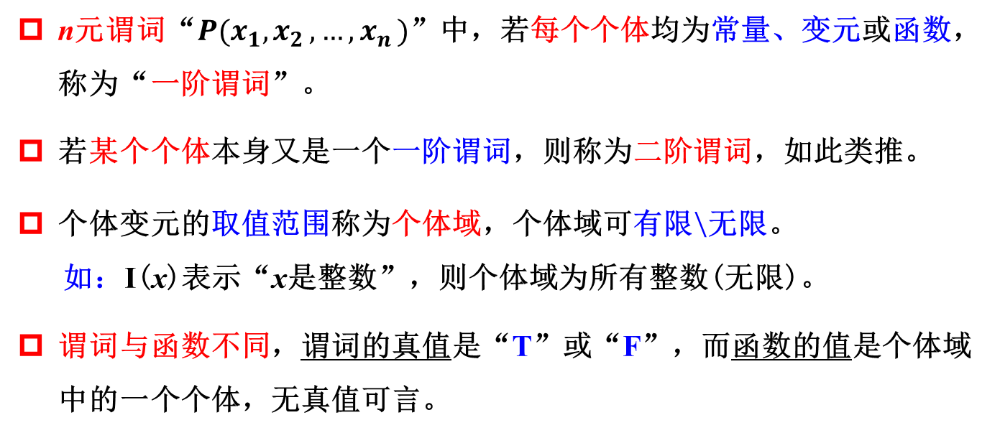 n元谓词“P(x₁,x₂,…,xₙ)”中，若每个个体均为常量、变元或函数，
称为“一阶谓词”。
若某个个体本身又是一个一阶谓词，则称为二阶谓词，如此类推。
个体变元的取值范围称为个体域，个体域可有限\无限。
如：I(x)表示“x是整数”，则个体域为所有整数(无限)。
谓词与函数不同，谓词的真值是“T”或“F”，而函数的值是个体域
中的一个个体，无真值可言。